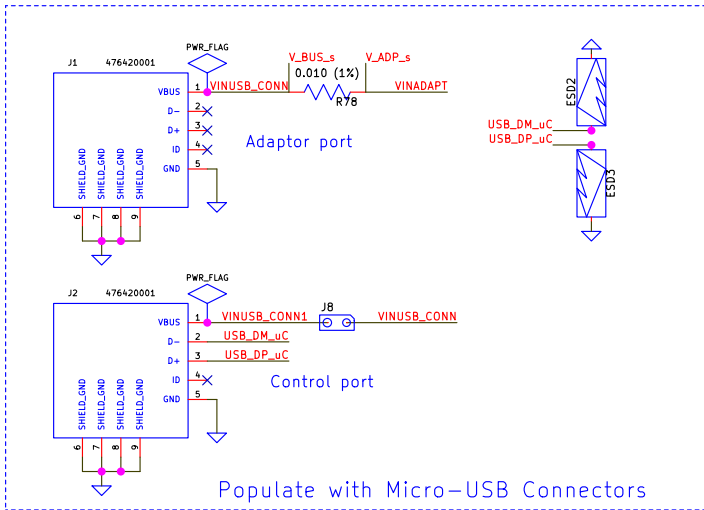 J1 476420001
PWR_FLAG
V_BUS_s V_ADP_s
0.010 (1%)
R78
VINUSB_CONN VINADAPT
VBUS 1
D- 2
D+ 3
ID 4
GND 5
SHIELD_GND SHIELD_GND SHIELD_GND SHIELD_GND
6 7 8 9
Adaptor port
ESD2
USB_DM_uC
USB_DP_uC
ESD3
J2 476420001
PWR_FLAG
VINUSB_CONN1 J8 VINUSB_CONN
VBUS 1
D- 2 USB_DM_uC
D+ 3 USB_DP_uC
ID 4
GND 5
SHIELD_GND SHIELD_GND SHIELD_GND SHIELD_GND
6 7 8 9
Control port
Populate with Micro-USB Connectors